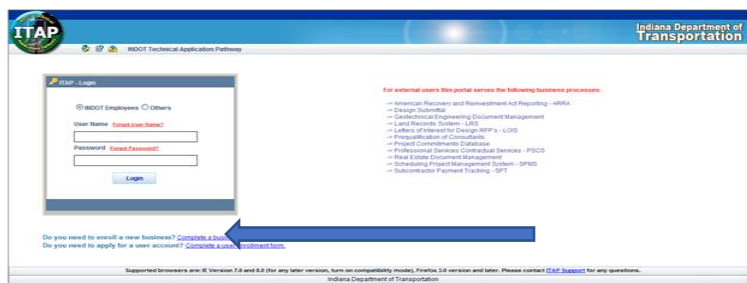 ITAP
INDOT Technical Application Pathway
Indiana Department of
Transportation
ITAP - Login
INDOT Employees Others
User Name Forgot User Name?
Password Forgot Password?
Login
For external users this portal serves the following business processes:
-> American Recovery and Reinvestment Act Reporting - ARRA
-> Design Submittal
-> Geotechnical Engineering Document Management
-> Land Records System - LRS
-> Letters of Interest for Design RFP's - LOIS
-> Prequalification of Consultants
-> Project Commitments Database
-> Professional Services Contractual Services - PSCS
-> Real Estate Document Management
-> Scheduling Project Management System - SPMS
-> Subcontractor Payment Tracking - SPT
Do you need to enroll a new business? Complete a busi
Do you need to apply for a user account? Complete a user enrollment form.
Supported browsers are: IE Version 7.0 and 8.0 (for any later version, turn on compatibility mode), Firefox 3.0 version and later. Please contact ITAP Support for any questions.
Indiana Department of Transportation